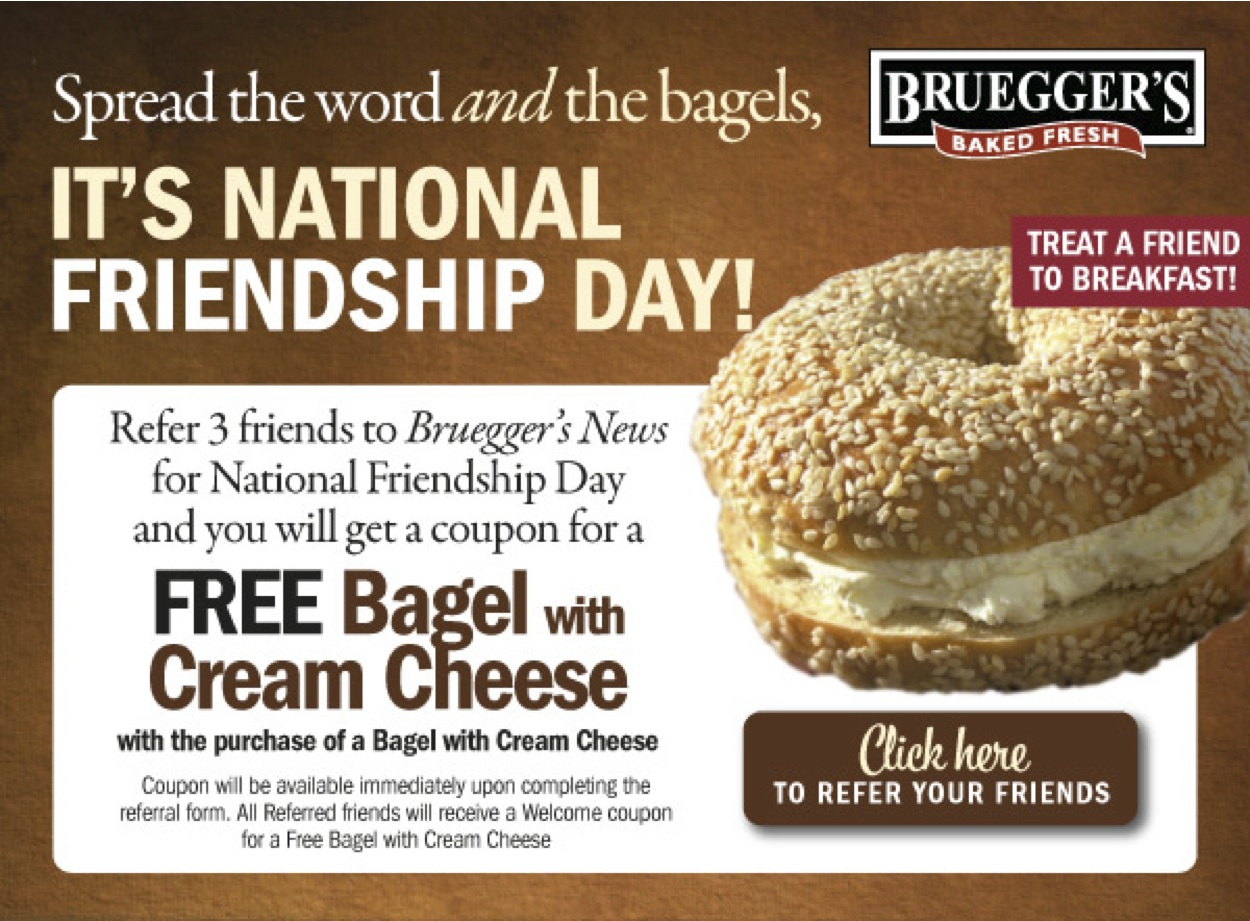 Spread the word and the bagels,
BRUEGGER'S
BAKED FRESH
IT'S NATIONAL
FRIENDSHIP DAY!
TREAT A FRIEND
TO BREAKFAST!
Refer 3 friends to Bruegger's News
for National Friendship Day
and you will get a coupon for a
FREE Bagel with
Cream Cheese
with the purchase of a Bagel with Cream Cheese
Coupon will be available immediately upon completing the
referral form. All Referred friends will receive a Welcome coupon
for a Free Bagel with Cream Cheese
Click here
TO REFER YOUR FRIENDS